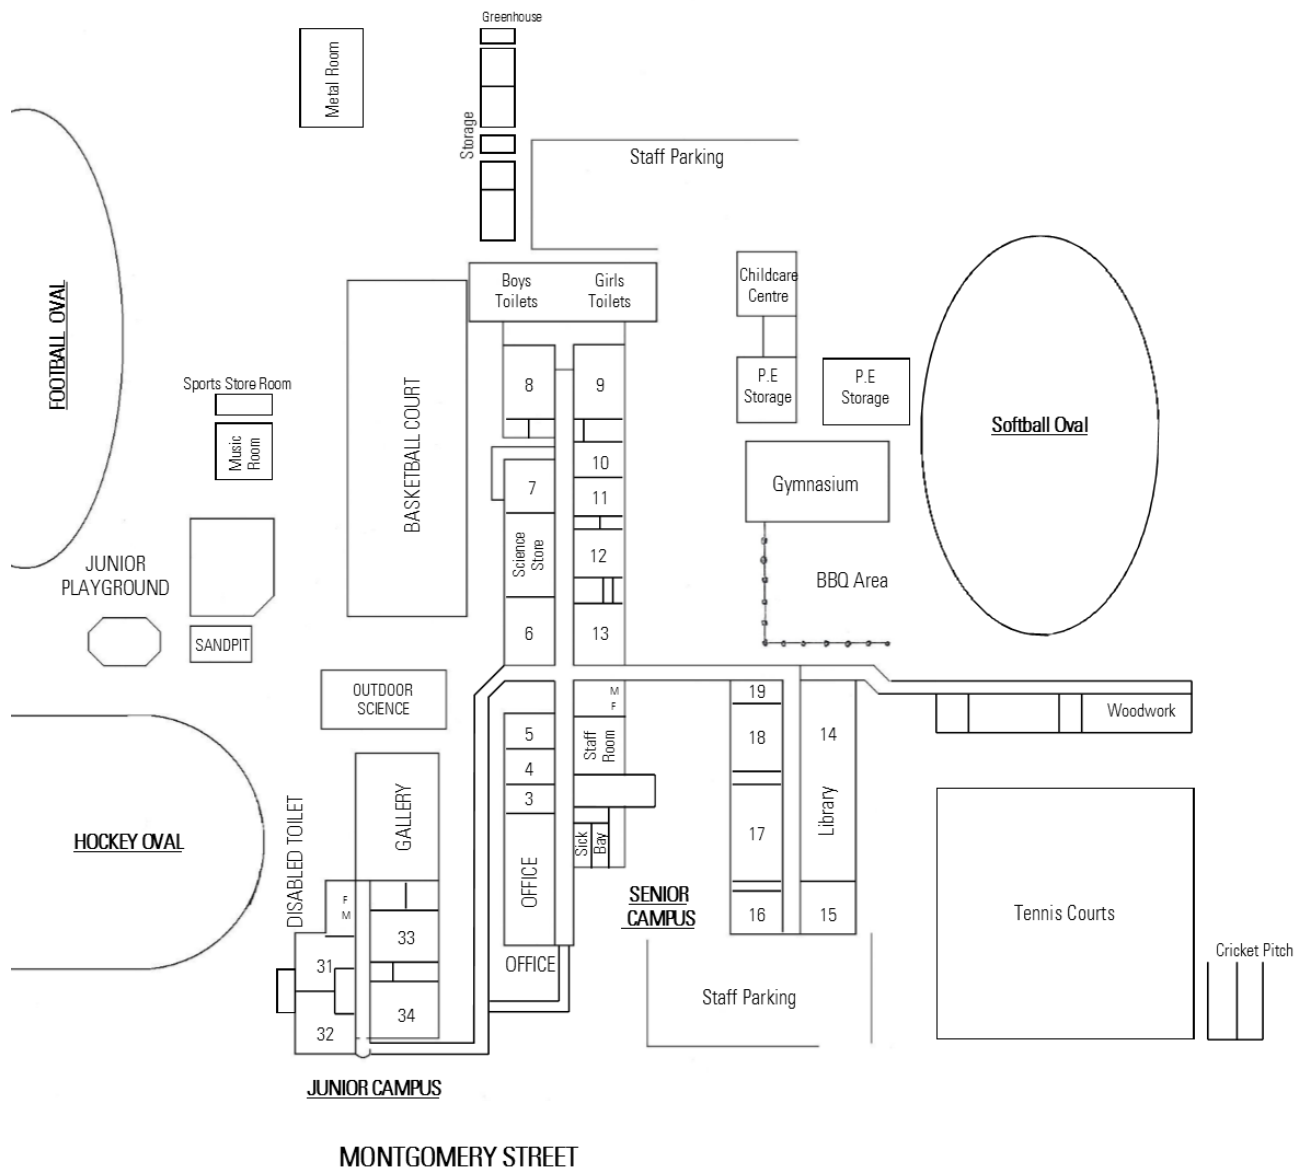 Greenhouse
Metal Room
Storage
Staff Parking
Boys
Toilets
Girls
Toilets
Childcare
Centre
FOOTBALL OVAL
Sports Store Room
Music
Room
BASKETBALL COURT
8
9
P.E
Storage
P.E
Storage
Softball Oval
10
7
11
Gymnasium
Science
Store
12
JUNIOR
PLAYGROUND
BBQ Area
SANDPIT
6
13
OUTDOOR
SCIENCE
M
F
19
14
Woodwork
5
Staff
Room
18
4
3
Library
HOCKEY OVAL
DISABLED TOILET
GALLERY
OFFICE
Sick
Bay
17
SENIOR
CAMPUS
F
M
16
15
Tennis Courts
33
31
OFFICE
Cricket Pitch
Staff Parking
34
32
JUNIOR CAMPUS
MONTGOMERY STREET